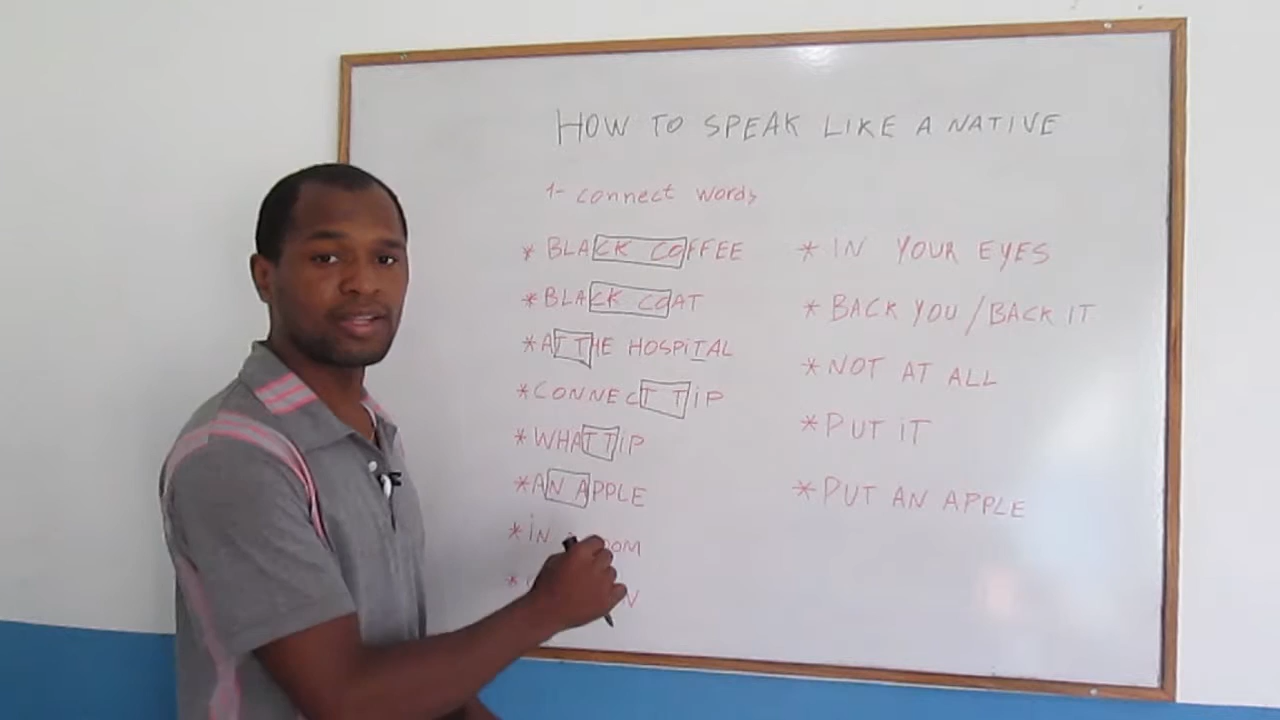 HOW TO SPEAK LIKE A NATIVE
1- connect words
* BLACK COFFEE
* BLACK COAT
* AT THE HOSPiTAL
* CONNECT TiP
* WHAT TIP
* AN APPLE
* iN
*
* IN YOUR EYES
* BACK YOU / BACK IT
* NOT AT ALL
* PUT iT
* PUT AN APPLE